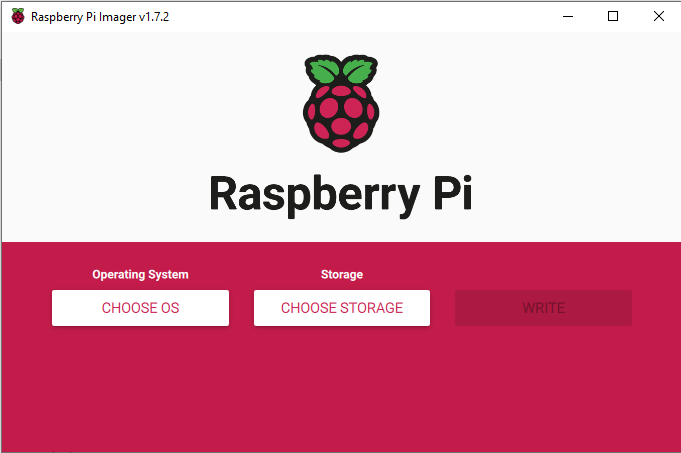 Raspberry Pi Imager v1.7.2
Raspberry Pi
Operating System
Storage
CHOOSE OS
CHOOSE STORAGE
WRITE